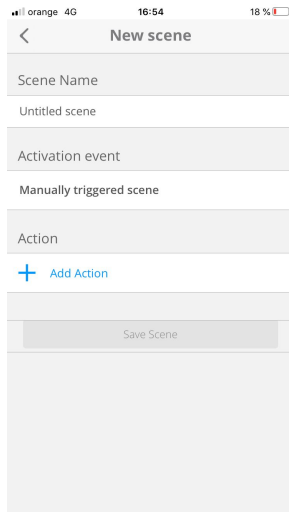 orange 4G 16:54 18 %
New scene
Scene Name
Untitled scene
Activation event
Manually triggered scene
Action
Add Action
Save Scene